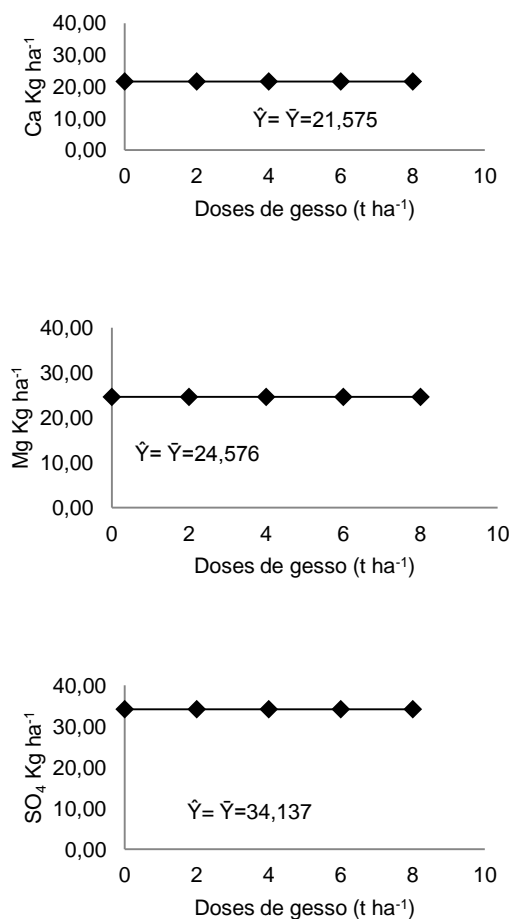 Ca Kg ha⁻¹
40,00
30,00
20,00
10,00
0,00
Ŷ= Ȳ=21,575
0 2 4 6 8 10
Doses de gesso (t ha⁻¹)
Mg Kg ha⁻¹
40,00
30,00
20,00
10,00
0,00
Ŷ= Ȳ=24,576
0 2 4 6 8 10
Doses de gesso (t ha⁻¹)
SO₄ Kg ha⁻¹
40,00
30,00
20,00
10,00
0,00
Ŷ= Ȳ=34,137
0 2 4 6 8 10
Doses de gesso (t ha⁻¹)